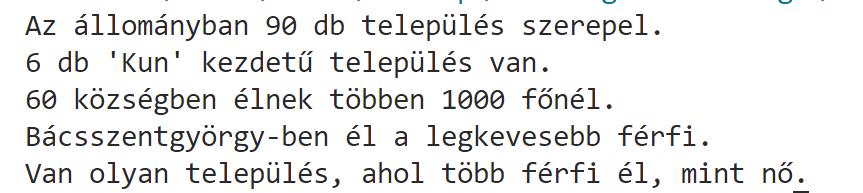 Az állományban 90 db település szerepel.
6 db 'Kun' kezdetű település van.
60 községben élnek többen 1000 főnél.
Bácsszentgyörgy-ben él a legkevesebb férfi.
Van olyan település, ahol több férfi él, mint nő.